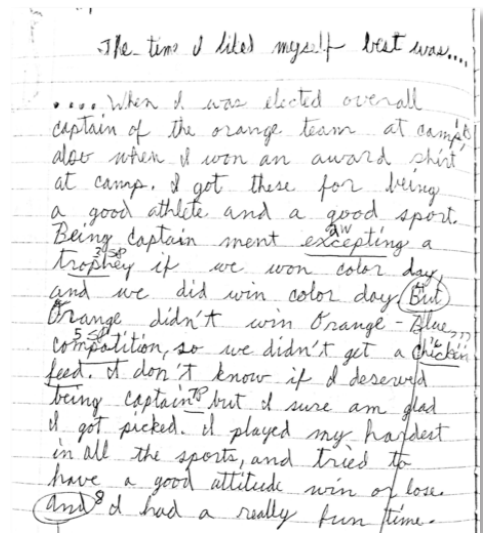 The time I liked myself best was....
.... When I was elected overall
captain of the orange team at camp
also when I won an award shirt
at camp. I got these for being
a good athlete and a good sport.
Being captain ment excepting a
trophey if we won color day,
and we did win color day. But
Orange didn't win Orange - Blue
compatition, so we didn't get a chickin
feed. I don't know if I deserved
being captain but I sure am glad
I got picked. I played my hardest
in all the sports, and tried to
have a good attitude win or lose.
And I had a really fun time.